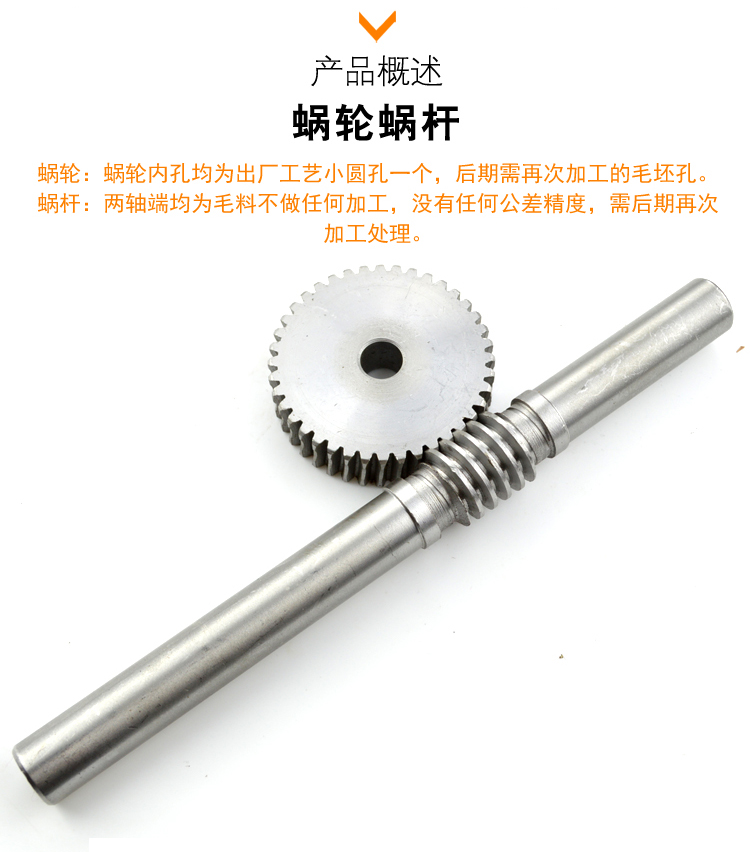 产品概述
蜗轮蜗杆
蜗轮：蜗轮内孔均为出厂工艺小圆孔一个，后期需再次加工的毛坯孔。
蜗杆：两轴端均为毛料不做任何加工，没有任何公差精度，需后期再次
加工处理。